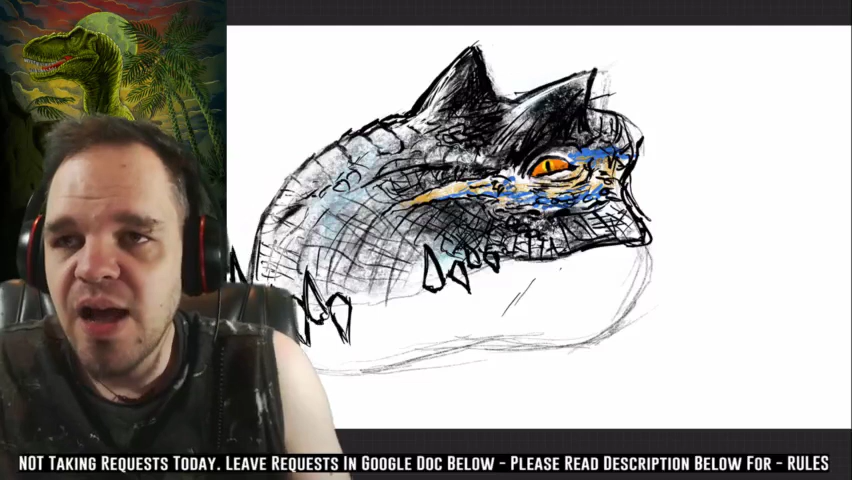 NOT TAKING REQUESTS TODAY. LEAVE REQUESTS IN GOOGLE DOC BELOW - PLEASE READ DESCRIPTION BELOW FOR - RULES